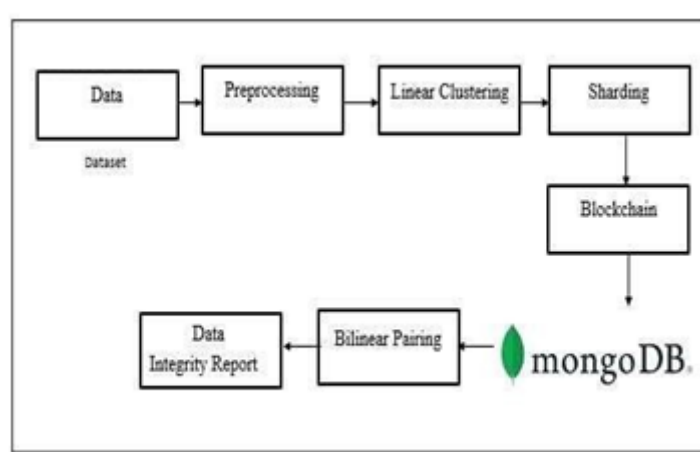 Data
Preprocessing
Linear Clustering
Sharding
Dataset
Blockchain
Data
Integrity Report
Bilinear Pairing
mongoDB®